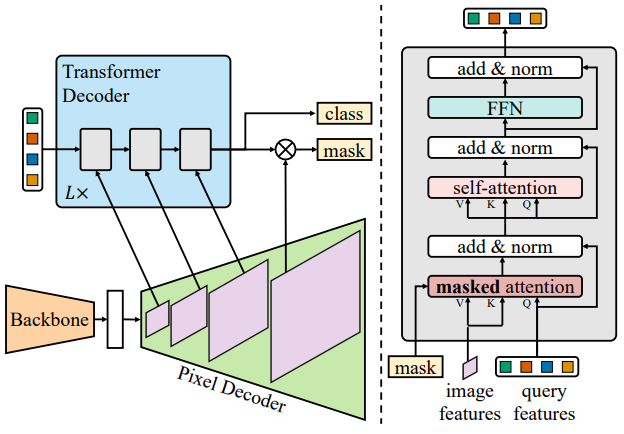 Transformer
Decoder
L×
class
mask
Backbone
Pixel Decoder
add & norm
FFN
add & norm
self-attention
V K Q
add & norm
masked attention
V K Q
mask
image
features
query
features